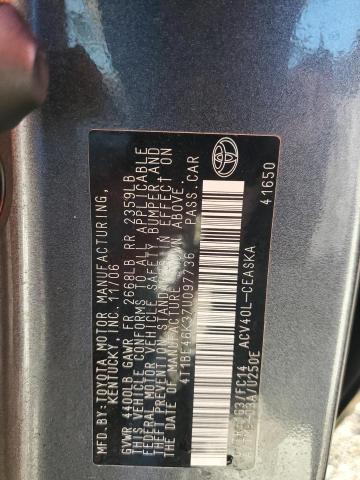 MFD.BY:TOYOTA MOTOR MANUFACTURING,
KENTUCKY, INC. 11/06
GVWR 4400LB GAWR FR 2668LB RR 2359LB
THIS VEHICLE CONFORMS TO ALL APPLICABLE
FEDERAL MOTOR VEHICLE SAFETY, BUMPER AND
THEFT PREVENTION STANDARDS IN EFFECT ON
THE DATE OF MANUFACTURE SHOWN ABOVE.
4T1BE46K37U097736 PASS.CAR
ACV40L-CEASKA
41650